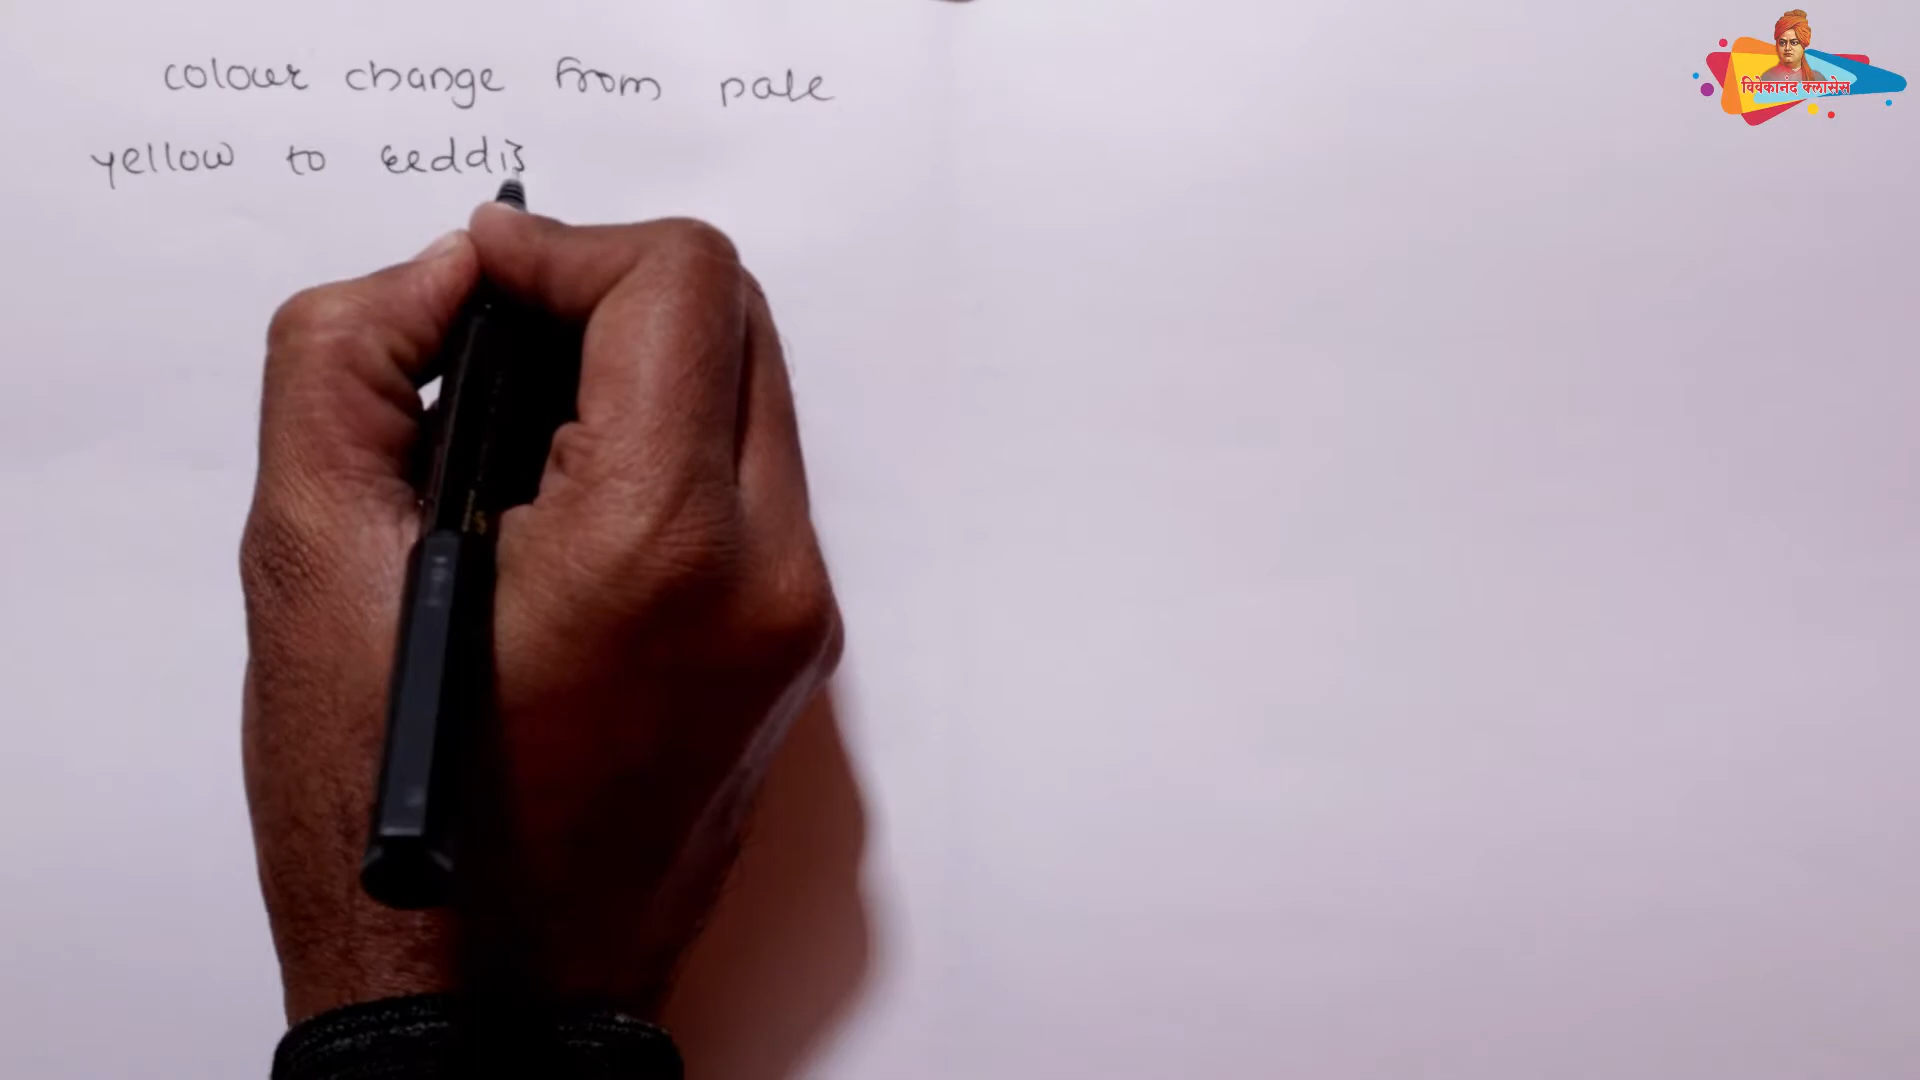 colour change from pale
yellow to reddis
विवेकानंद क्लासेस